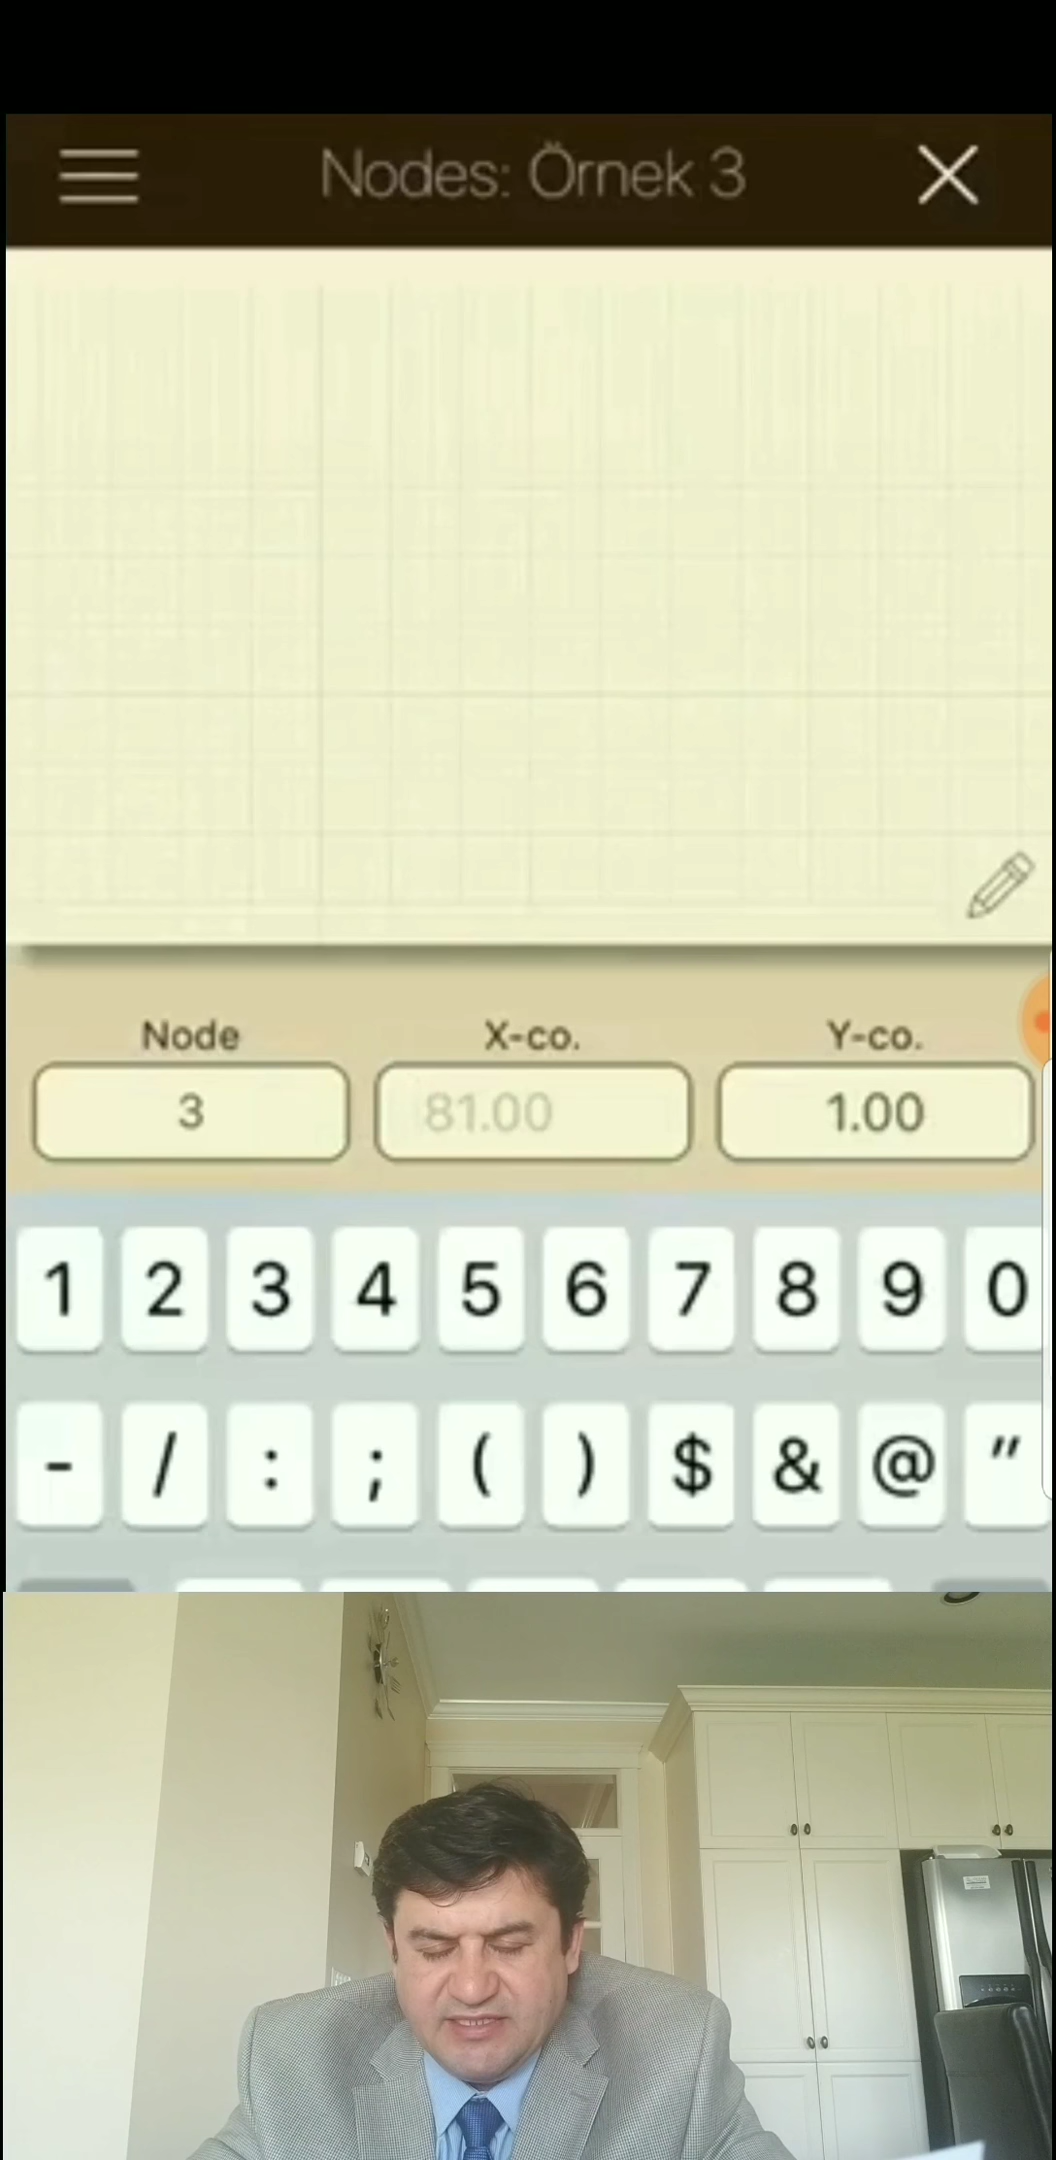 Nodes: Örnek 3
Node X-co. Y-co.
3 81.00 1.00
1 2 3 4 5 6 7 8 9 0
- / : ; ( ) $ & @ "